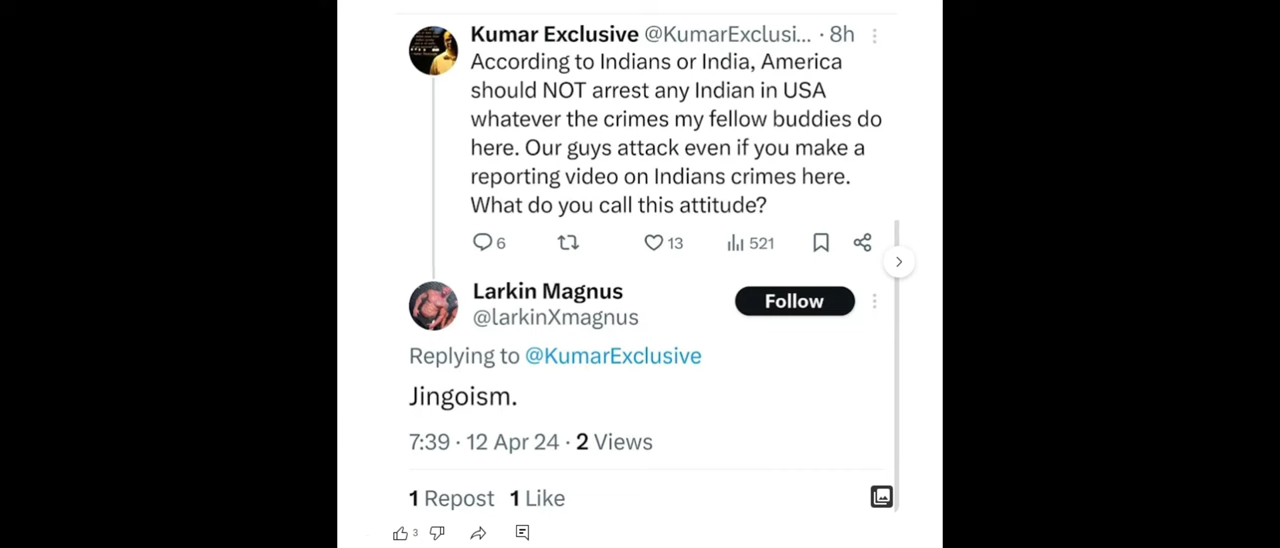 Kumar Exclusive @KumarExclusi... · 8h
According to Indians or India, America
should NOT arrest any Indian in USA
whatever the crimes my fellow buddies do
here. Our guys attack even if you make a
reporting video on Indians crimes here.
What do you call this attitude?
6 13 521
Larkin Magnus
@larkinXmagnus
Follow
Replying to @KumarExclusive
Jingoism.
7:39 · 12 Apr 24 · 2 Views
1 Repost 1 Like
3